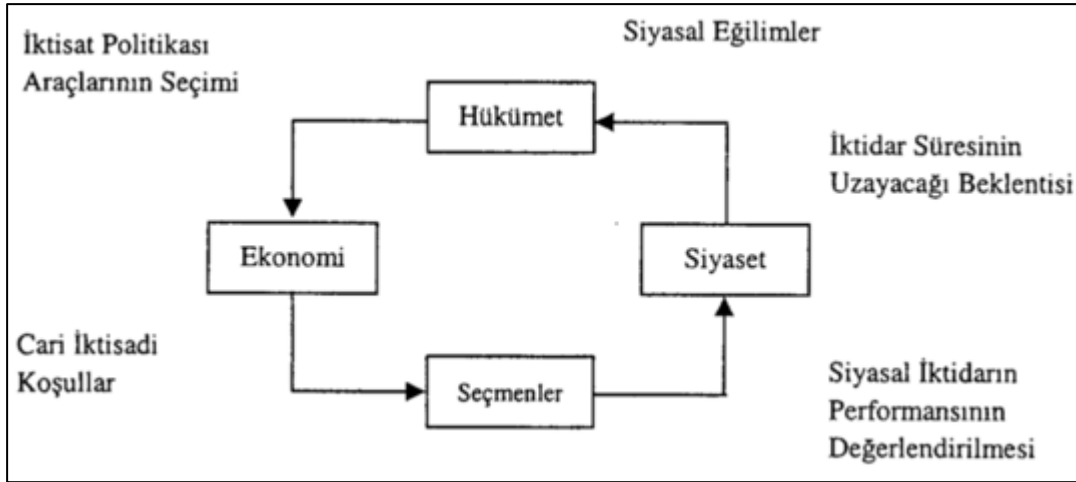 İktisat Politikası
Araçlarının Seçimi
Siyasal Eğilimler
Hükümet
İktidar Süresinin
Uzayacağı Beklentisi
Ekonomi
Siyaset
Cari İktisadi
Koşullar
Seçmenler
Siyasal İktidarın
Performansının
Değerlendirilmesi